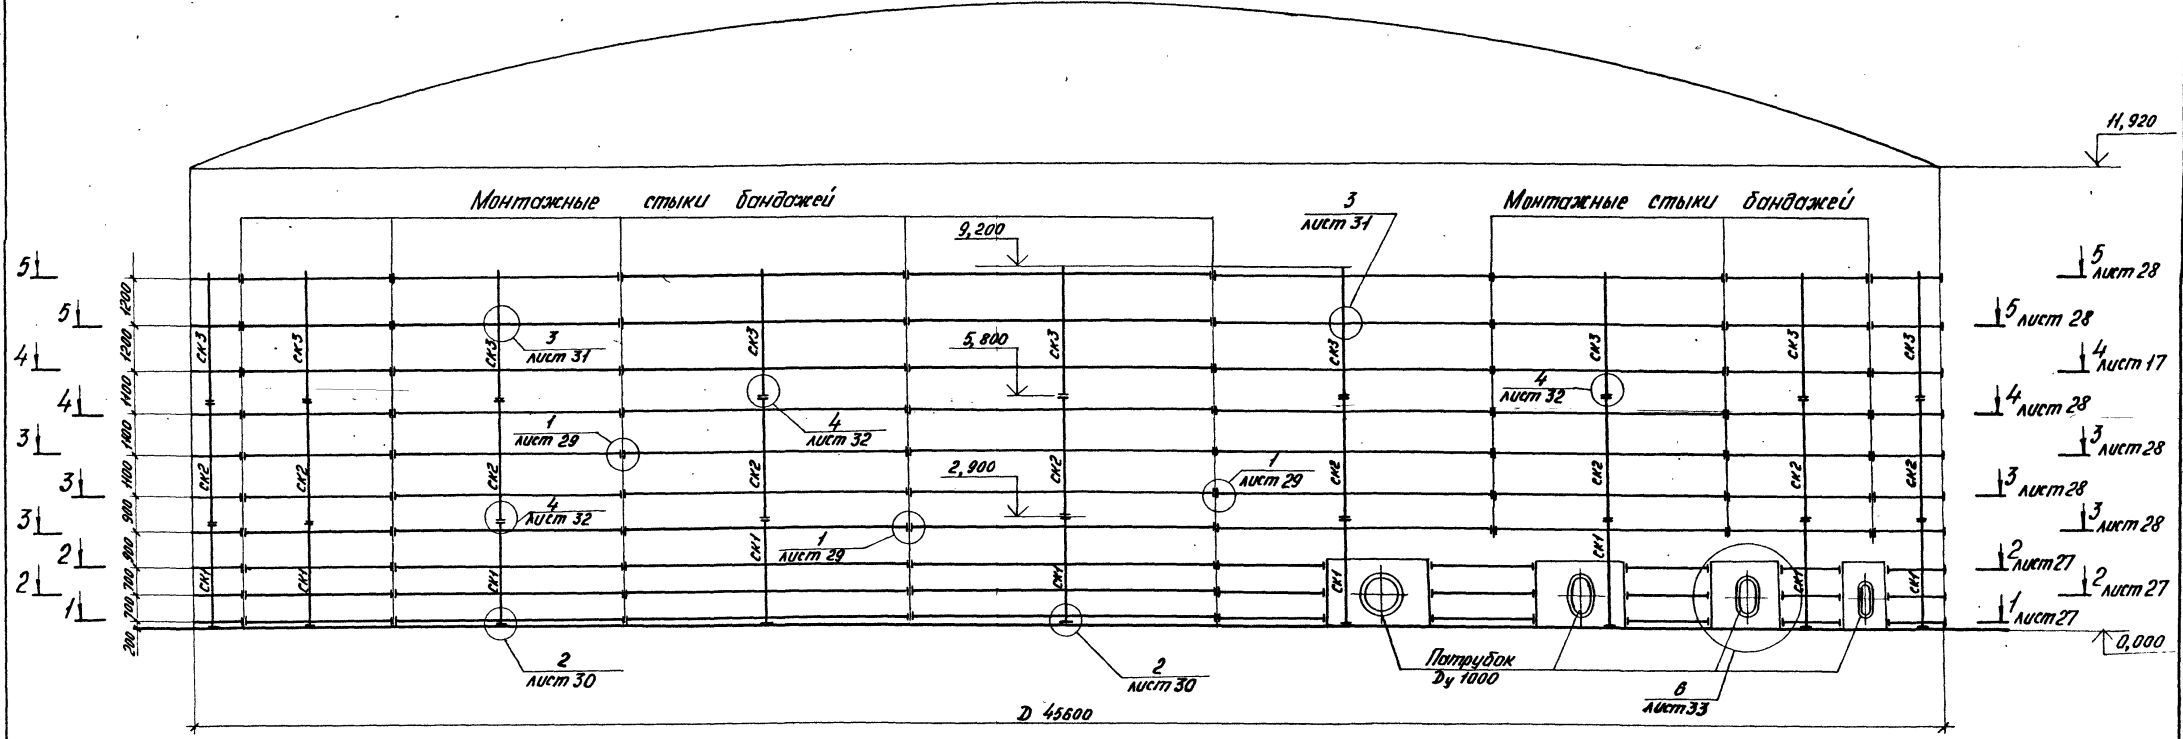 11,920
Монтажные стыки бандажей
Монтажные стыки бандажей
3
лист 31
9,200
5
5
4
4
3
3
3
2
2
1
1200
1200
1100
1100
1100
900
900
700
700
200
5
лист 28
5
лист 28
4
лист 17
4
лист 28
3
лист 28
3
лист 28
3
лист 28
2
лист 27
2
лист 27
1
лист 27
0,000
СК3
СК3
СК3
СК3
СК3
СК3
СК3
СК3
СК3
3
лист 31
5,800
4
лист 32
4
лист 32
1
лист 29
1
лист 29
СК2
СК2
СК2
СК2
СК2
СК2
СК2
СК2
СК2
2,900
4
лист 32
1
лист 29
СК1
СК1
СК1
СК1
СК1
СК1
СК1
СК1
СК1
2
лист 30
2
лист 30
Патрубок
Ду 1000
6
лист 33
D 45600